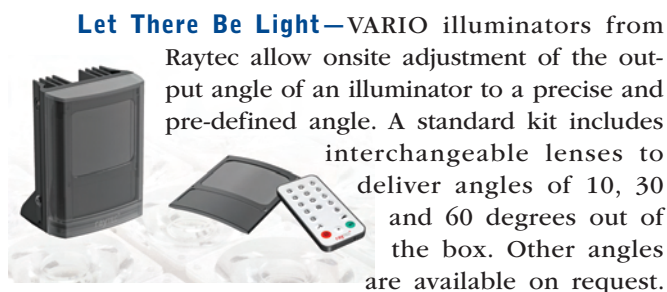 Let There Be Light—VARIO illuminators from
Raytec allow onsite adjustment of the out-
put angle of an illuminator to a precise and
pre-defined angle. A standard kit includes
interchangeable lenses to
deliver angles of 10, 30
and 60 degrees out of
the box. Other angles
are available on request.